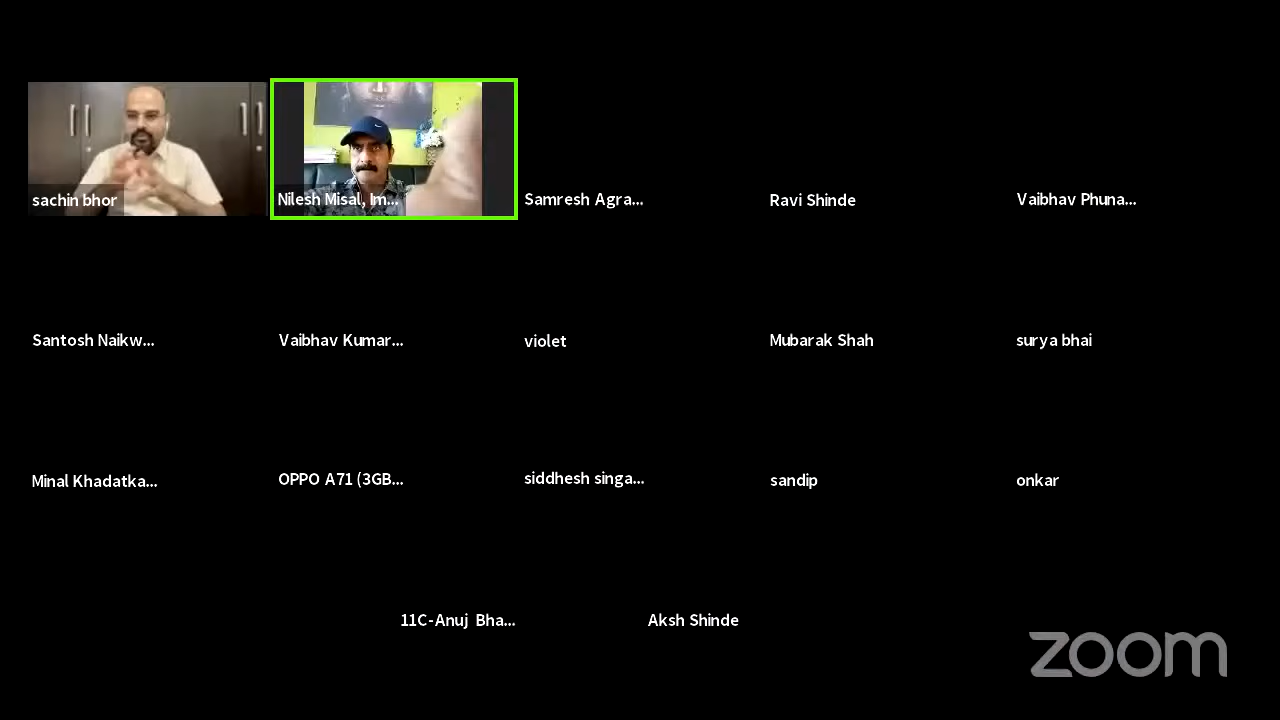 sachin bhor
Nilesh Misal, Im...
Samresh Agra...
Ravi Shinde
Vaibhav Phuna...
Santosh Naikw...
Vaibhav Kumar...
violet
Mubarak Shah
surya bhai
Minal Khadatka...
OPPO A71 (3GB...
siddhesh singa...
sandip
onkar
11C-Anuj Bha...
Aksh Shinde
zoom